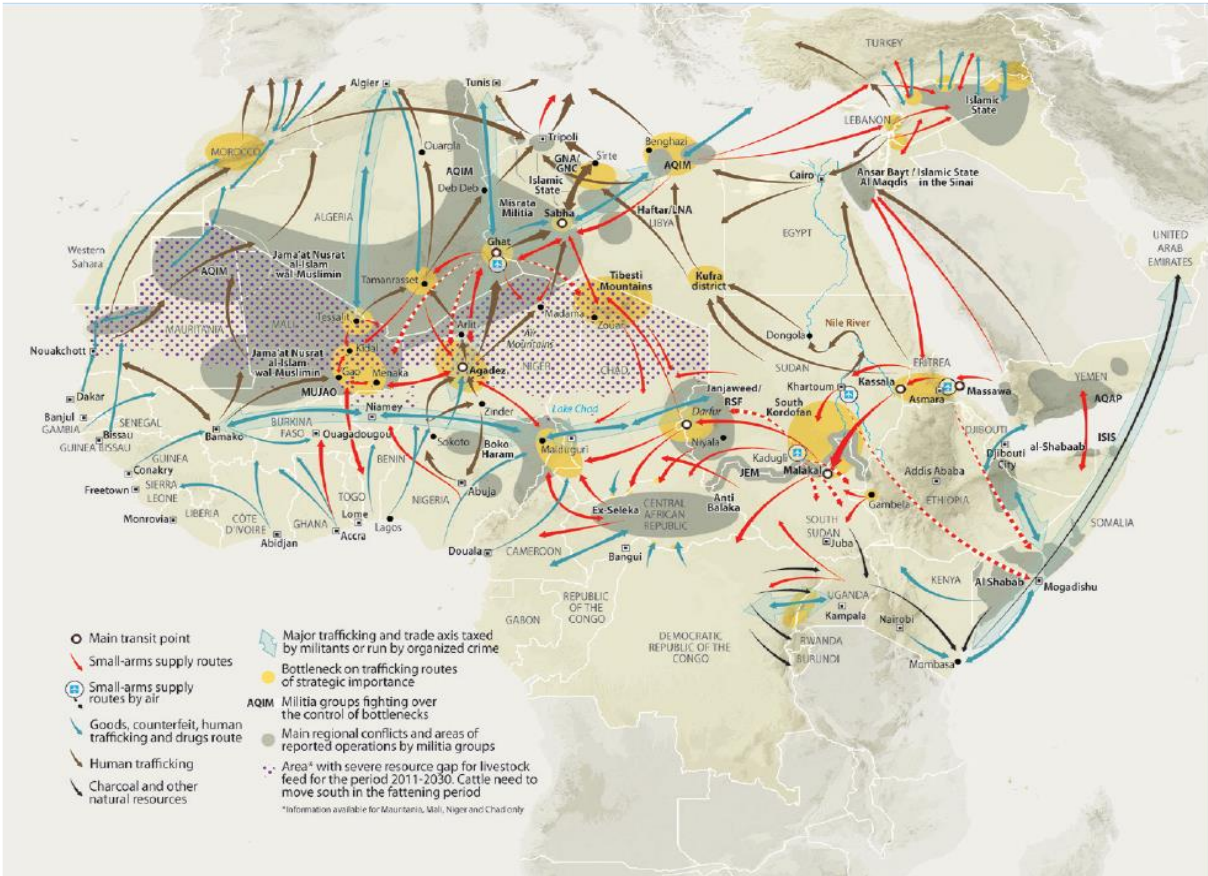 TURKEY
Islamic
State
LEBANON
Algier
Tunis
Tripoli
Benghazi
MOROCCO
Ouargla
GNA/
GNC
Sirte
AQIM
AQIM
Deb Deb
Islamic
State
Cairo
Ansar Bayt / Islamic State
Al Maqdis in the Sinai
Misrata
Militia
Sabha
Haftar/LNA
LIBYA
ALGERIA
EGYPT
UNITED
ARAB
EMIRATES
Western
Sahara
Ghat
Jama'at Nusrat
al-Islam
wal-Muslimin
AQIM
Tamanrasset
Tibesti
Mountains
Kufra
district
MAURITANIA
MALI
Tessalit
Arlit
Madama
Zouar
Air
Mountains
Dongola
Nile River
Nouakchott
Jama'at Nusrat
al-Islam
wal-Muslimin
Kidal
Gao
Menaka
Agadez
NIGER
CHAD
SUDAN
ERITREA
YEMEN
MUJAO
Janjaweed/
RSF
Khartoum
Kassala
Asmara
Massawa
AQAP
Dakar
Banjul
GAMBIA
SENEGAL
Niamey
Zinder
Lake Chad
Darfur
South
Kordofan
DJIBOUTI
Bissau
GUINEA BISSAU
Bamako
BURKINA
FASO
Ouagadougou
Sokoto
Boko
Haram
Maiduguri
Niyala
Kadugli
Djibouti
City
al-Shabaab
ISIS
GUINEA
Conakry
BENIN
JEM
Malakal
Addis Ababa
Freetown
SIERRA
LEONE
NIGERIA
Abuja
Ex-Seleka
CENTRAL
AFRICAN
REPUBLIC
Anti
Balaka
Gambela
ETHIOPIA
Monrovia
LIBERIA
CÔTE
D'IVOIRE
GHANA
TOGO
Lome
Accra
Lagos
SOUTH
SUDAN
Juba
SOMALIA
Abidjan
Douala
CAMEROON
Bangui
Al Shabab
Mogadishu
KENYA
UGANDA
Kampala
GABON
REPUBLIC
OF THE
CONGO
Nairobi
DEMOCRATIC
REPUBLIC OF THE
CONGO
RWANDA
BURUNDI
Mombasa
Main transit point
Small-arms supply routes
Small-arms supply
routes by air
Goods, counterfeit, human
trafficking and drugs route
Human trafficking
Charcoal and other
natural resources
Major trafficking and trade axis taxed
by militants or run by organized crime
Bottleneck on trafficking routes
of strategic importance
AQIM Militia groups fighting over
the control of bottlenecks
Main regional conflicts and areas of
reported operations by militia groups
Area* with severe resource gap for livestock
feed for the period 2011-2030. Cattle need to
move south in the fattening period
*Information available for Mauritania, Mali, Niger and Chad only